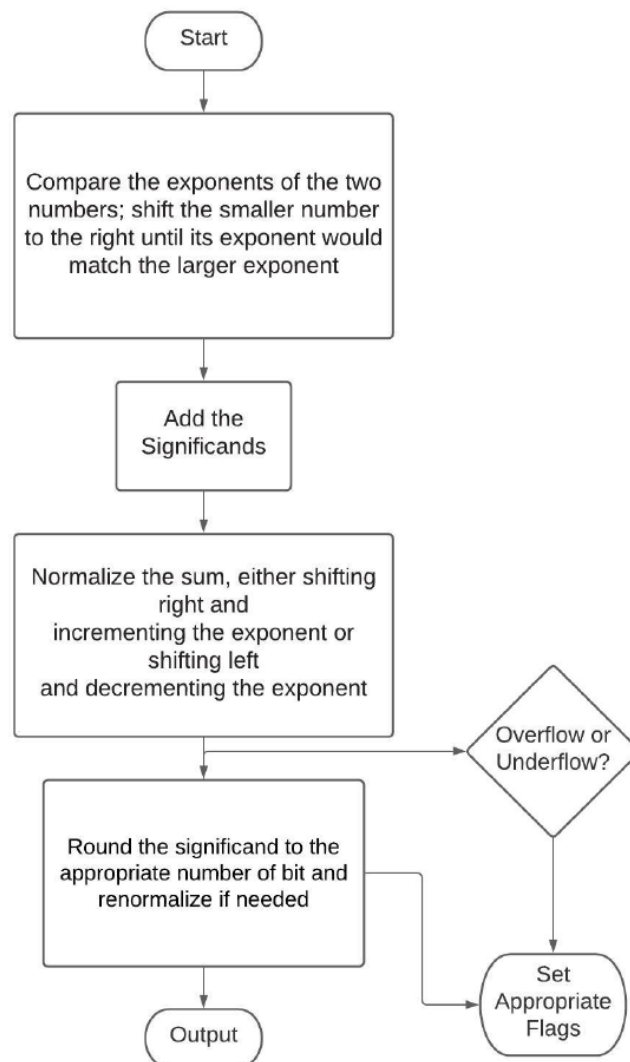 Start
Compare the exponents of the two
numbers; shift the smaller number
to the right until its exponent would
match the larger exponent
Add the
Significands
Normalize the sum, either shifting
right and
incrementing the exponent or
shifting left
and decrementing the exponent
Overflow or
Underflow?
Round the significand to the
appropriate number of bit and
renormalize if needed
Set
Appropriate
Flags
Output